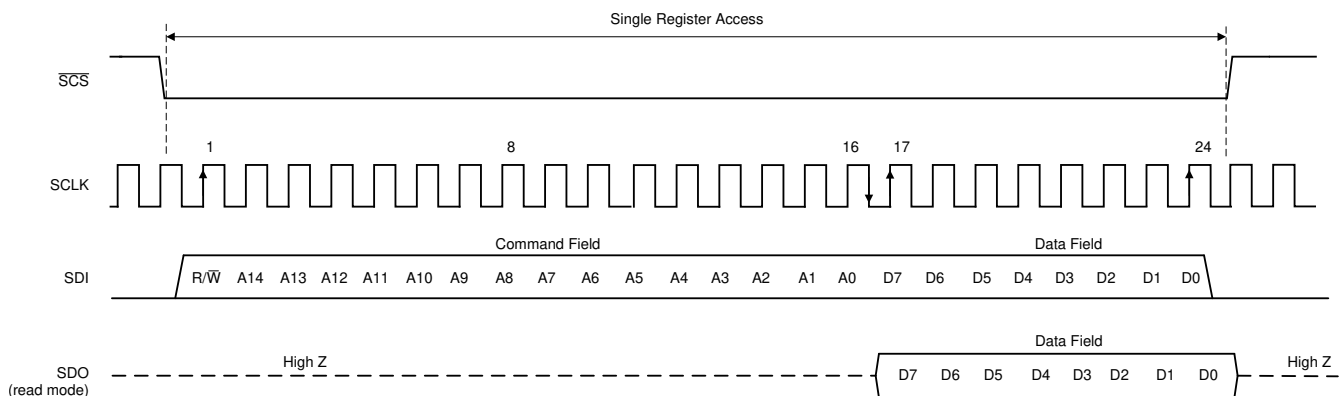 Single Register Access
SCS
1 8 16 17 24
SCLK
Command Field Data Field
SDI R/W A14 A13 A12 A11 A10 A9 A8 A7 A6 A5 A4 A3 A2 A1 A0 D7 D6 D5 D4 D3 D2 D1 D0
Data Field
High Z High Z
SDO D7 D6 D5 D4 D3 D2 D1 D0
(read mode)